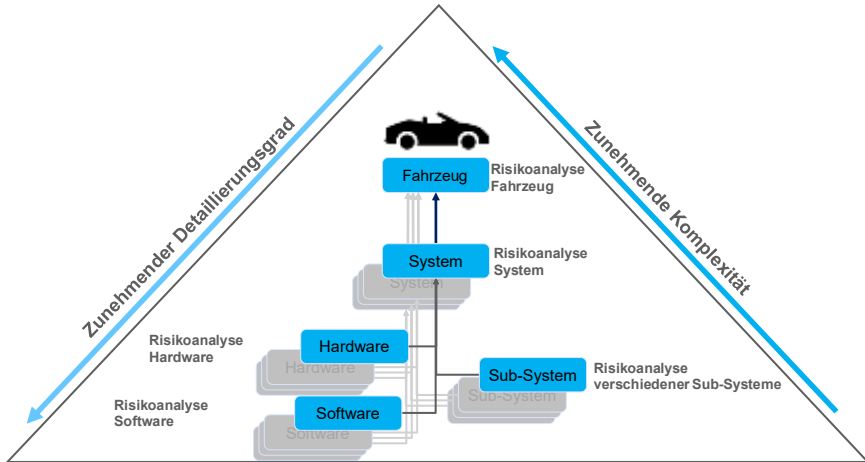 Zunehmender Detaillierungsgrad
Zunehmende Komplexität
Fahrzeug
Risikoanalyse
Fahrzeug
System
Risikoanalyse
System
System
Risikoanalyse
Hardware
Hardware
Hardware
Sub-System
Risikoanalyse
verschiedener Sub-Systeme
Sub-System
Risikoanalyse
Software
Software
Software